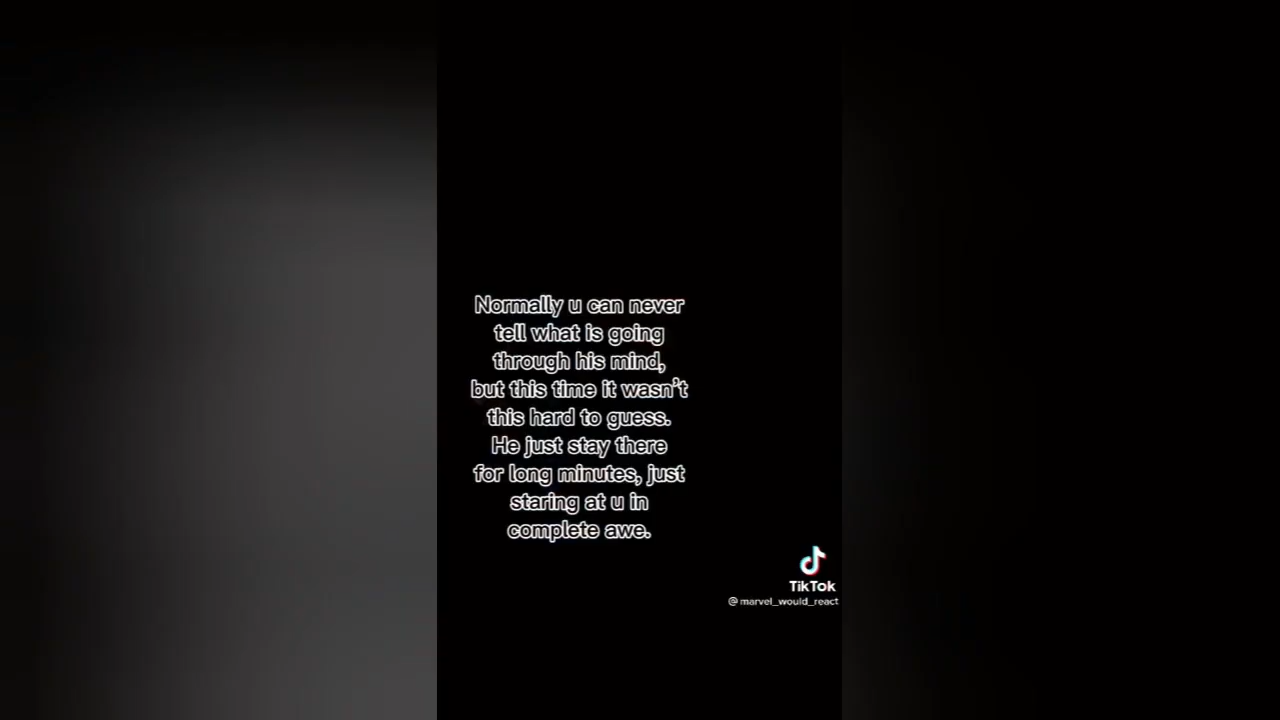 Normally u can never
tell what is going
through his mind,
but this time it wasn't
this hard to guess.
He just stay there
for long minutes, just
staring at u in
complete awe.
TikTok
@marvel_would_react